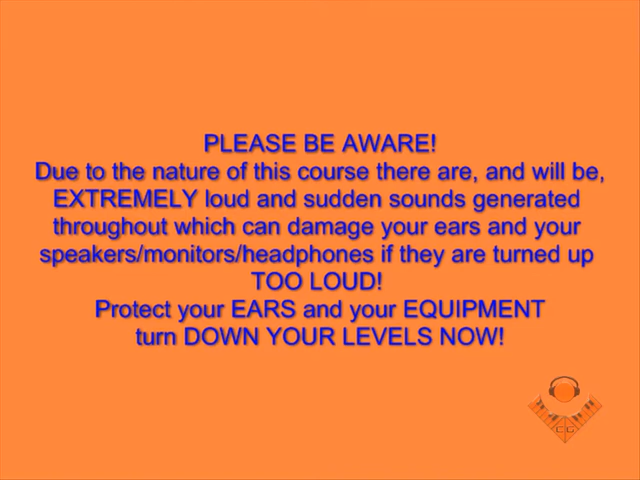 PLEASE BE AWARE!
Due to the nature of this course there are, and will be,
EXTREMELY loud and sudden sounds generated
throughout which can damage your ears and your
speakers/monitors/headphones if they are turned up
TOO LOUD!
Protect your EARS and your EQUIPMENT
turn DOWN YOUR LEVELS NOW!
CG